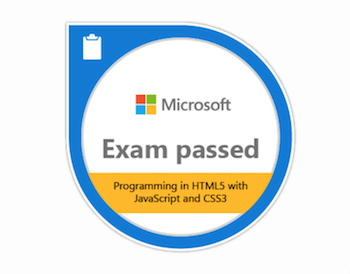 Microsoft
Exam passed
Programming in HTML5 with
JavaScript and CSS3